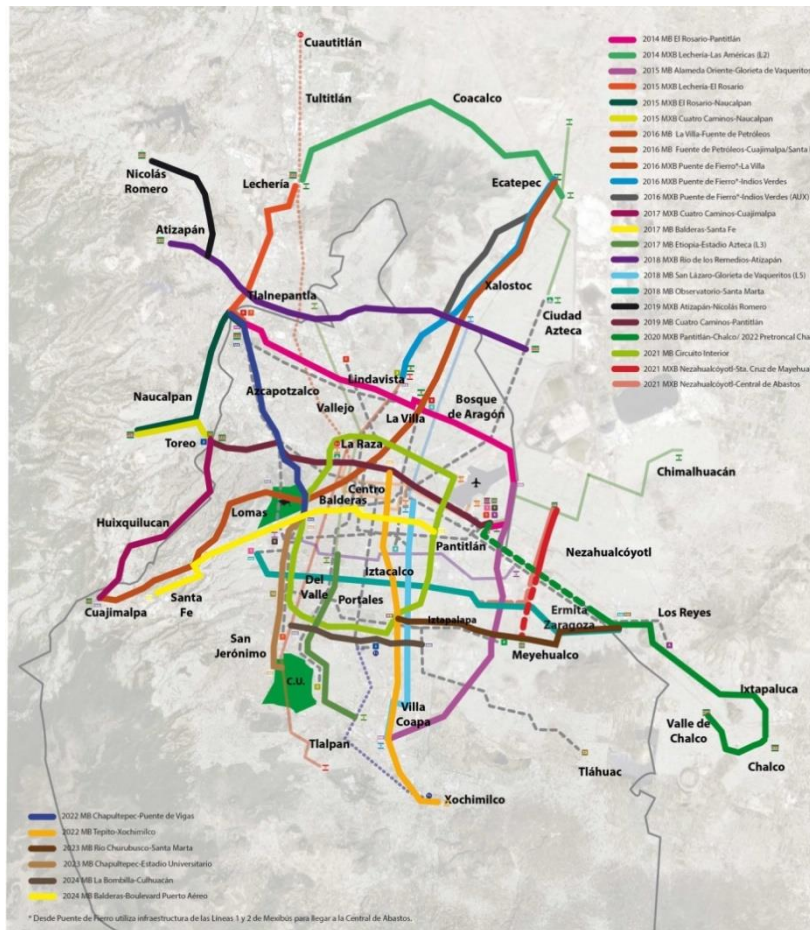 Cuautitlán
Tultitlán
Coacalco
Nicolás
Romero
Lechería
Ecatepec
Atizapán
Xalostoc
Tlalnepantla
Ciudad
Azteca
Naucalpan
Azcapotzalco
Lindavista
Vallejo
La Villa
Bosque
de Aragón
Toreo
La Raza
Chimalhuacán
Centro
Balderas
Lomas
Huixquilucan
Pantitlán
Nezahualcóyotl
Iztacalco
Cuajimalpa
Santa
Fe
Del
Valle
Portales
Iztapalapa
Ermita
Zaragoza
Los Reyes
San
Jerónimo
Meyehualco
C.U.
Ixtapaluca
Villa
Coapa
Valle de
Chalco
Tlalpan
Chalco
Tláhuac
Xochimilco
2014 MB El Rosario-Pantitlán
2014 MXB Lechería-Las Américas (L2)
2015 MB Alameda Oriente-Glorieta de Vaqueritos
2015 MXB Lechería-El Rosario
2015 MXB El Rosario-Naucalpan
2015 MXB Cuatro Caminos-Naucalpan
2016 MB La Villa-Fuente de Petróleos
2016 MB Fuente de Petróleos-Cuajimalpa/Santa
2016 MXB Puente de Fierro*-La Villa
2016 MXB Puente de Fierro*-Indios Verdes
2016 MXB Puente de Fierro*-Indios Verdes (AUX)
2017 MXB Cuatro Caminos-Cuajimalpa
2017 MB Balderas-Santa Fe
2017 MB Etiopia-Estadio Azteca (L3)
2018 MXB Rio de los Remedios-Atizapán
2018 MB San Lázaro-Glorieta de Vaqueritos (L5)
2018 MB Observatorio-Santa Marta
2019 MXB Atizapán-Nicolás Romero
2019 MB Cuatro Caminos-Pantitlán
2020 MXB Pantitlán-Chalco/ 2022 Pretroncal Cha
2021 MB Circuito Interior
2021 MXB Nezahualcóyotl-Sta. Cruz de Mayehua
2021 MXB Nezahualcóyotl-Central de Abastos
2022 MB Chapultepec-Puente de Vigas
2022 MB Tepito-Xochimilco
2023 MB Rio Churubusco-Santa Marta
2023 MB Chapultepec-Estadio Universitario
2024 MB La Bombilla-Culhuacán
2024 MB Balderas-Boulevard Puerto Aéreo
* Desde Puente de Fierro utiliza infraestructura de las Líneas 1 y 2 de Mexibús para llegar a la Central de Abastos.